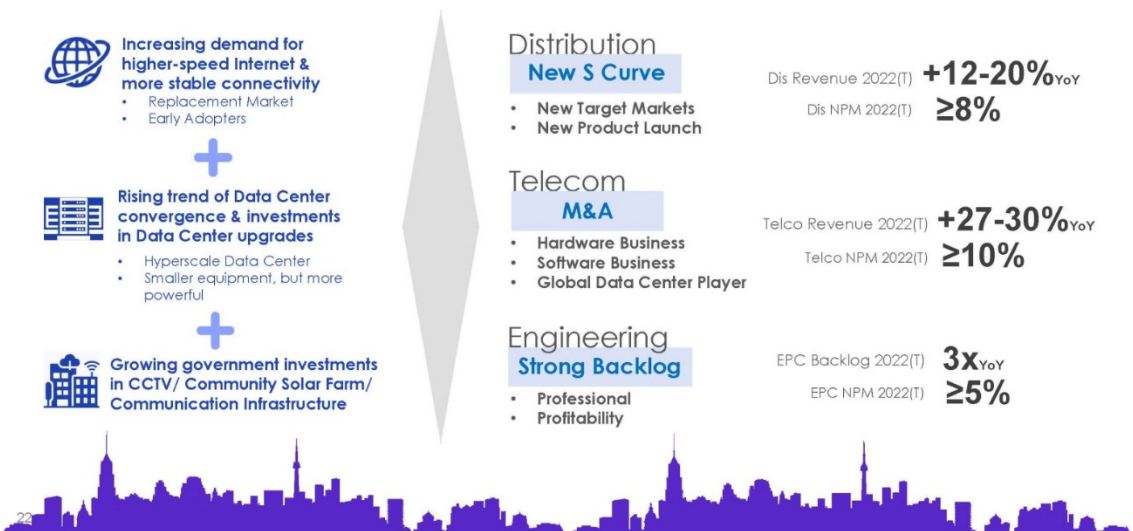 Increasing demand for
higher-speed Internet &
more stable connectivity
• Replacement Market
• Early Adopters
Rising trend of Data Center
convergence & investments
in Data Center upgrades
• Hyperscale Data Center
• Smaller equipment, but more
powerful
Growing government investments
in CCTV/ Community Solar Farm/
Communication Infrastructure
Distribution
New S Curve
• New Target Markets
• New Product Launch
Dis Revenue 2022(T) +12-20%YoY
Dis NPM 2022(T) ≥8%
Telecom
M&A
• Hardware Business
• Software Business
• Global Data Center Player
Telco Revenue 2022(T) +27-30%YoY
Telco NPM 2022(T) ≥10%
Engineering
Strong Backlog
• Professional
• Profitability
EPC Backlog 2022(T) 3xYoY
EPC NPM 2022(T) ≥5%
22